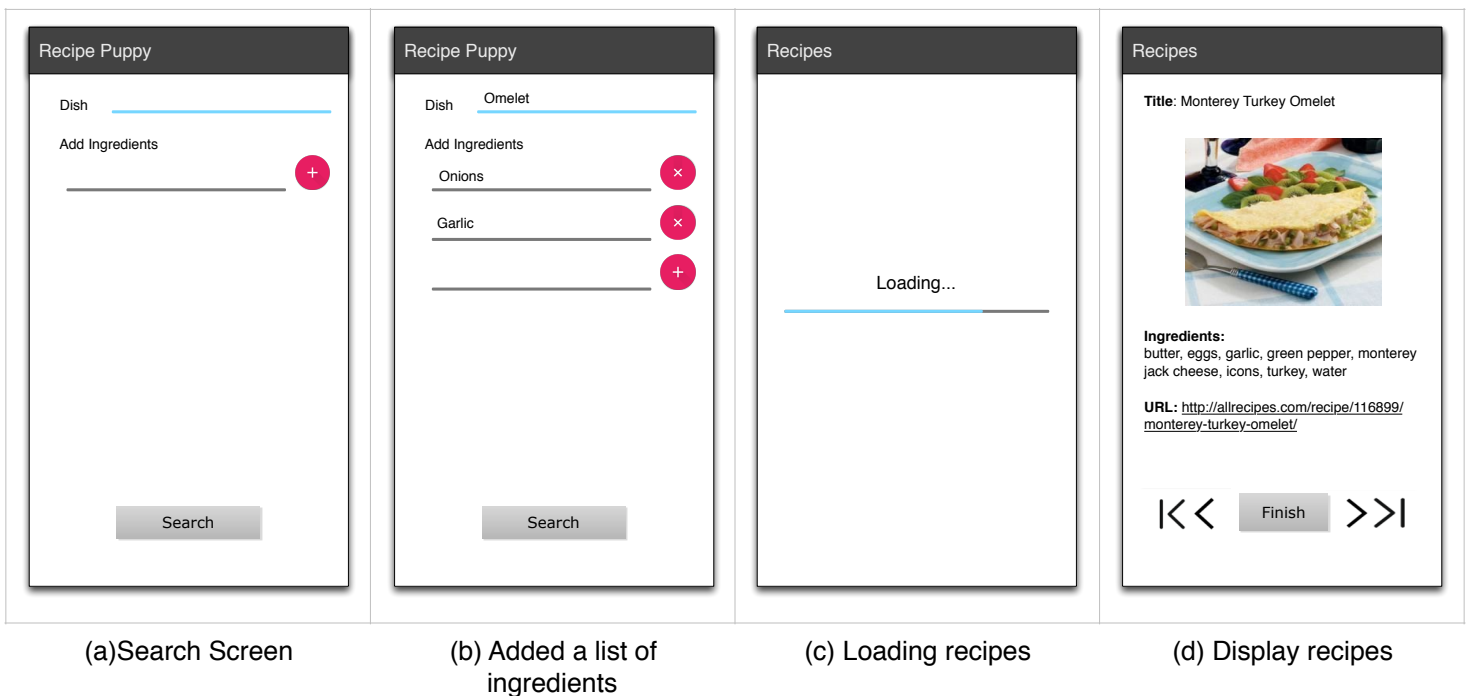 Recipe Puppy
Dish
Add Ingredients
+
Search
(a)Search Screen
Recipe Puppy
Dish Omelet
Add Ingredients
Onions ×
Garlic ×
+
Search
(b) Added a list of
ingredients
Recipes
Loading...
(c) Loading recipes
Recipes
Title: Monterey Turkey Omelet
Ingredients:
butter, eggs, garlic, green pepper, monterey
jack cheese, icons, turkey, water
URL: http://allrecipes.com/recipe/116899/
monterey-turkey-omelet/
Finish
(d) Display recipes